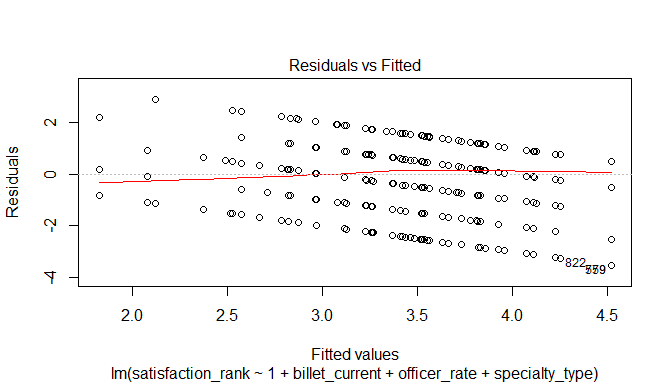 Residuals vs Fitted
Residuals
2
0
-2
-4
822
559
2.0 2.5 3.0 3.5 4.0 4.5
Fitted values
lm(satisfaction_rank ~ 1 + billet_current + officer_rate + specialty_type)